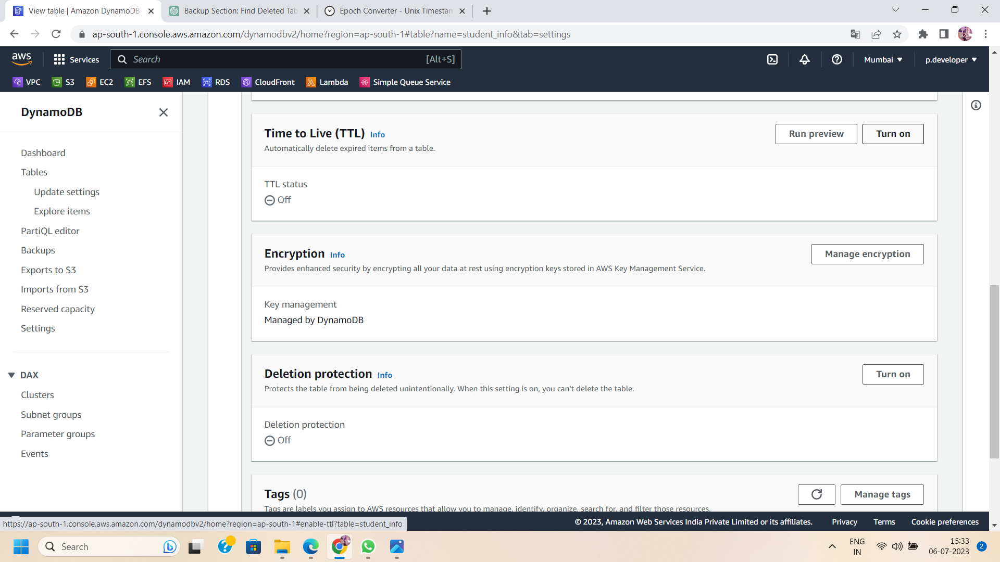 View table | Amazon DynamoDB
Backup Section: Find Deleted Tab
Epoch Converter - Unix Timestam
ap-south-1.console.aws.amazon.com/dynamodbv2/home?region=ap-south-1#table?name=student_info&tab=settings
aws
Services
Search
[Alt+S]
Mumbai
p.developer
VPC
S3
EC2
EFS
IAM
RDS
CloudFront
Lambda
Simple Queue Service
DynamoDB
Dashboard
Tables
Update settings
Explore items
PartiQL editor
Backups
Exports to S3
Imports from S3
Reserved capacity
Settings
DAX
Clusters
Subnet groups
Parameter groups
Events
Time to Live (TTL) Info
Run preview
Turn on
Automatically delete expired items from a table.
TTL status
Off
Encryption Info
Manage encryption
Provides enhanced security by encrypting all your data at rest using encryption keys stored in AWS Key Management Service.
Key management
Managed by DynamoDB
Deletion protection Info
Turn on
Protects the table from being deleted unintentionally. When this setting is on, you can't delete the table.
Deletion protection
Off
Tags (0)
Manage tags
Tags are labels you assign to AWS resources that allow you to manage, identify, organize, search for, and filter those resources.
https://ap-south-1.console.aws.amazon.com/dynamodbv2/home?region=ap-south-1#enable-ttl?table=student_info
© 2023, Amazon Web Services India Private Limited or its affiliates.
Privacy
Terms
Cookie preferences
Search
ENG
IN
15:33
06-07-2023
2